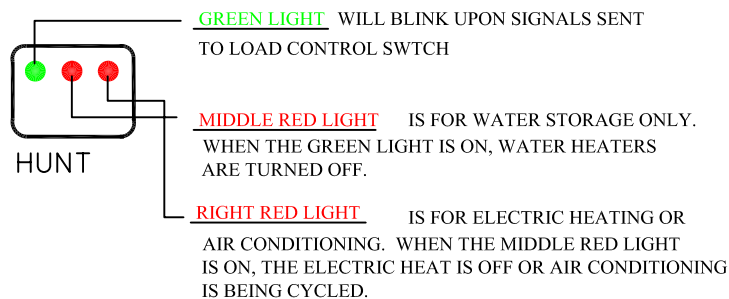 GREEN LIGHT WILL BLINK UPON SIGNALS SENT
TO LOAD CONTROL SWTCH
MIDDLE RED LIGHT IS FOR WATER STORAGE ONLY.
WHEN THE GREEN LIGHT IS ON, WATER HEATERS
ARE TURNED OFF.
HUNT
RIGHT RED LIGHT IS FOR ELECTRIC HEATING OR
AIR CONDITIONING. WHEN THE MIDDLE RED LIGHT
IS ON, THE ELECTRIC HEAT IS OFF OR AIR CONDITIONING
IS BEING CYCLED.